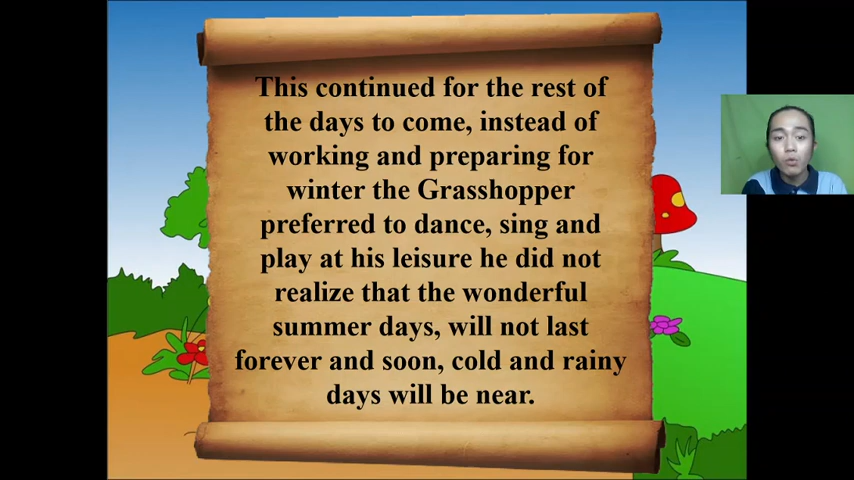 This continued for the rest of
the days to come, instead of
working and preparing for
winter the Grasshopper
preferred to dance, sing and
play at his leisure he did not
realize that the wonderful
summer days, will not last
forever and soon, cold and rainy
days will be near.